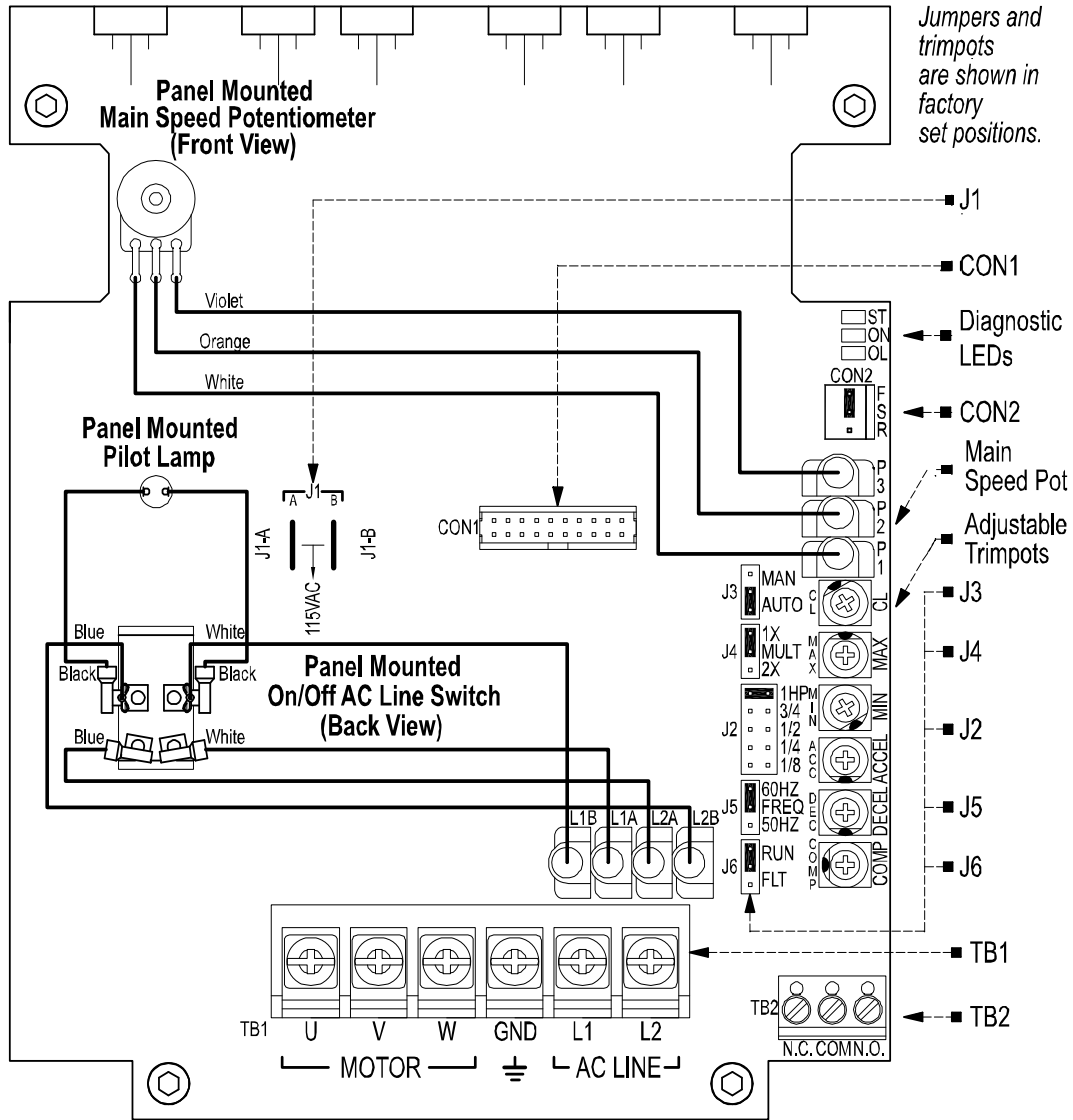 Jumpers and
trimpots
are shown in
factory
set positions.
Panel Mounted
Main Speed Potentiometer
(Front View)
J1
CON1
Violet
ST
ON
OL
Diagnostic
LEDs
Orange
CON2
F
S
R
CON2
White
Panel Mounted
Pilot Lamp
Main
Speed Pot
P3
P2
P1
J1
A B
J1-A
J1-B
115VAC
CON1
Adjustable
Trimpots
J3
MAN
AUTO
CL
CL
J3
J4
1X
MULT
2X
MAX
MAX
J4
Blue
White
Black
Black
Panel Mounted
On/Off AC Line Switch
(Back View)
Blue
White
J2
1HP
3/4
1/2
1/4
1/8
MIN
MIN
J2
ACC
ACCEL
J5
60HZ
FREQ
50HZ
DEC
DECEL
J5
L1B L1A L2A L2B
J6
RUN
FLT
COMP
COMP
J6
TB1
TB1
U V W GND L1 L2
MOTOR
AC LINE
TB2
TB2
N.C. COM N.O.